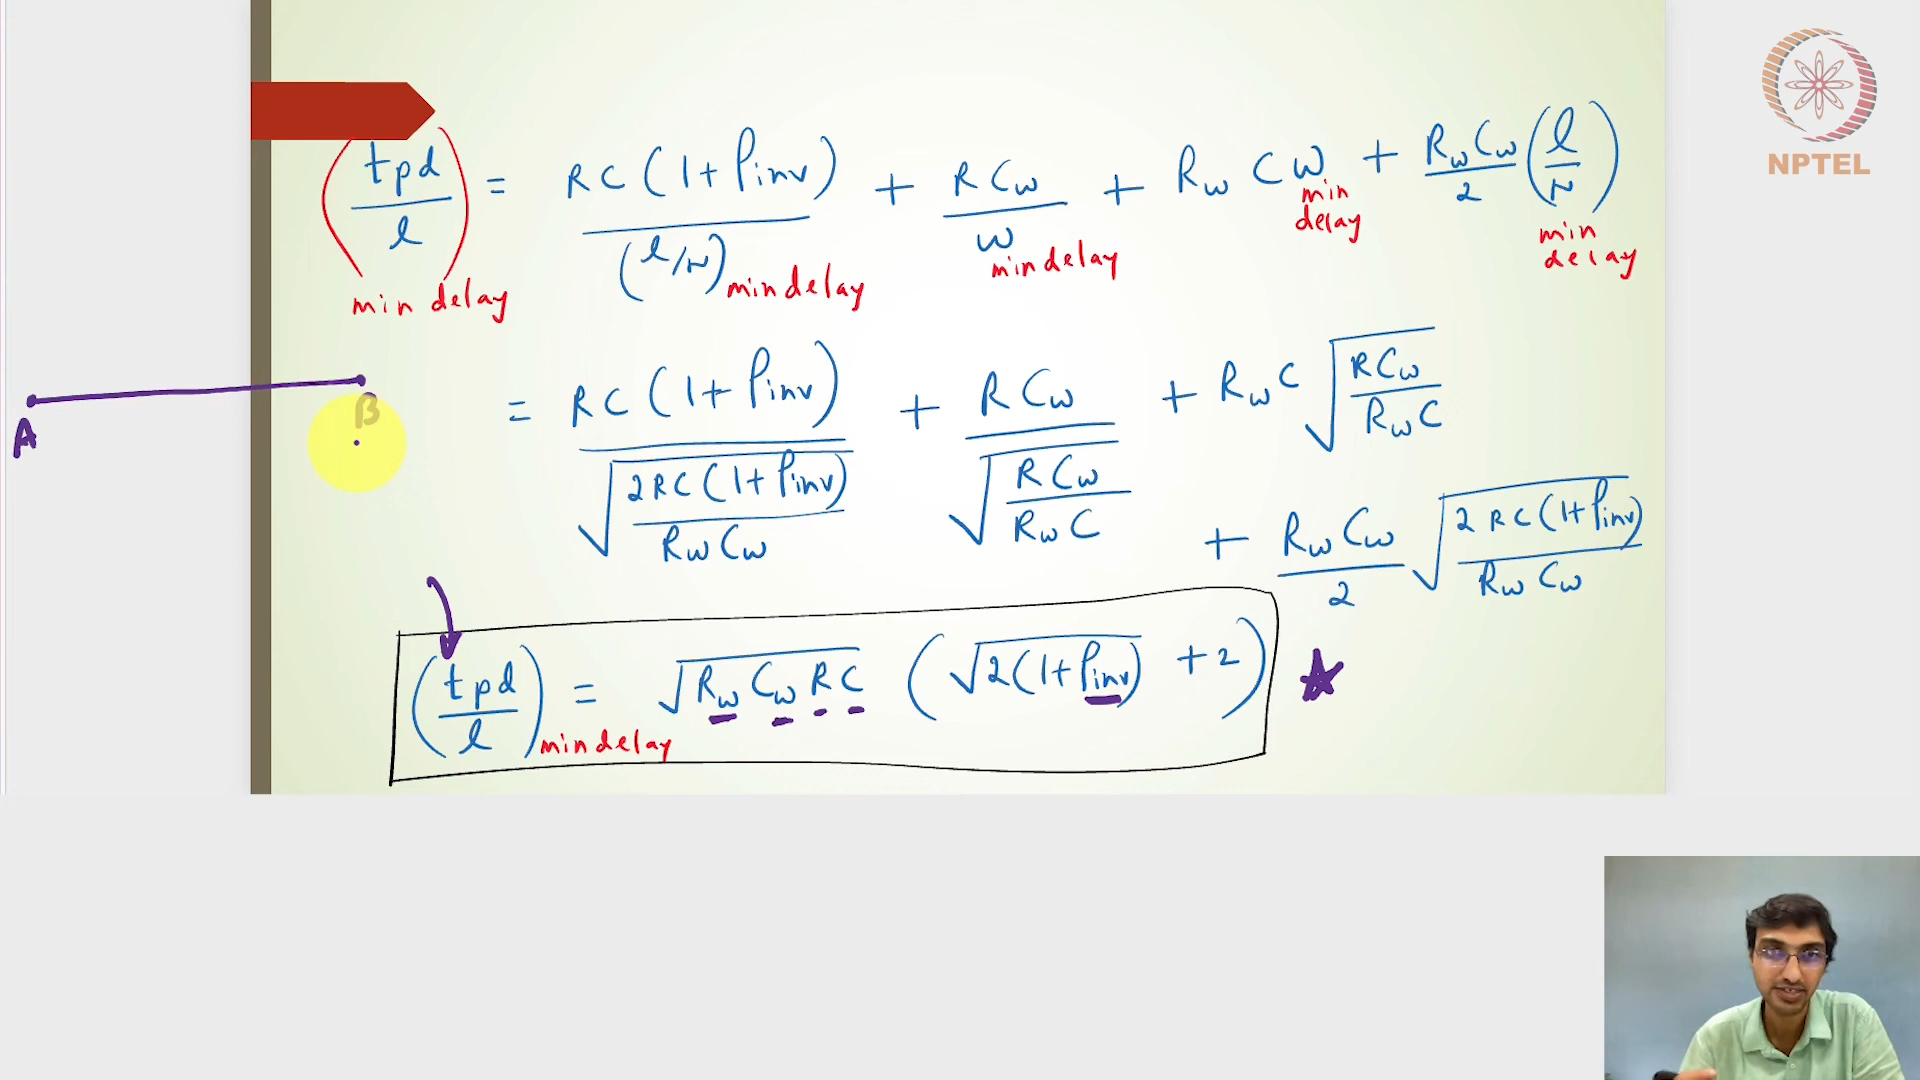 NPTEL
(tpd/l) min delay = RC(1+Pinv)/(l/N) min delay + RCw/w min delay + Rw C w min delay + RwCw/2 (l/N) min delay
A
B
= RC(1+Pinv)/√(2RC(1+Pinv)/RwCw) + RCw/√(RCw/RwC) + RwC √(RCw/RwC)
+ RwCw/2 √(2RC(1+Pinv)/RwCw)
(tpd/l) min delay = √(RwCwRC) (√2(1+Pinv) +2)